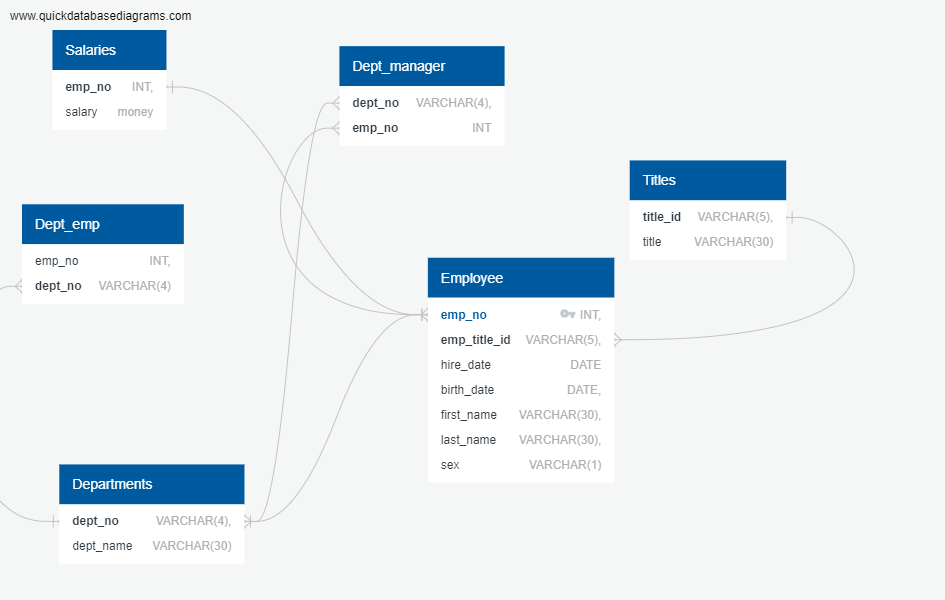 www.quickdatabasediagrams.com
Salaries
emp_no INT,
salary money
Dept_manager
dept_no VARCHAR(4),
emp_no INT
Titles
title_id VARCHAR(5),
title VARCHAR(30)
Dept_emp
emp_no INT,
dept_no VARCHAR(4)
Employee
emp_no INT,
emp_title_id VARCHAR(5),
hire_date DATE
birth_date DATE,
first_name VARCHAR(30),
last_name VARCHAR(30),
sex VARCHAR(1)
Departments
dept_no VARCHAR(4),
dept_name VARCHAR(30)